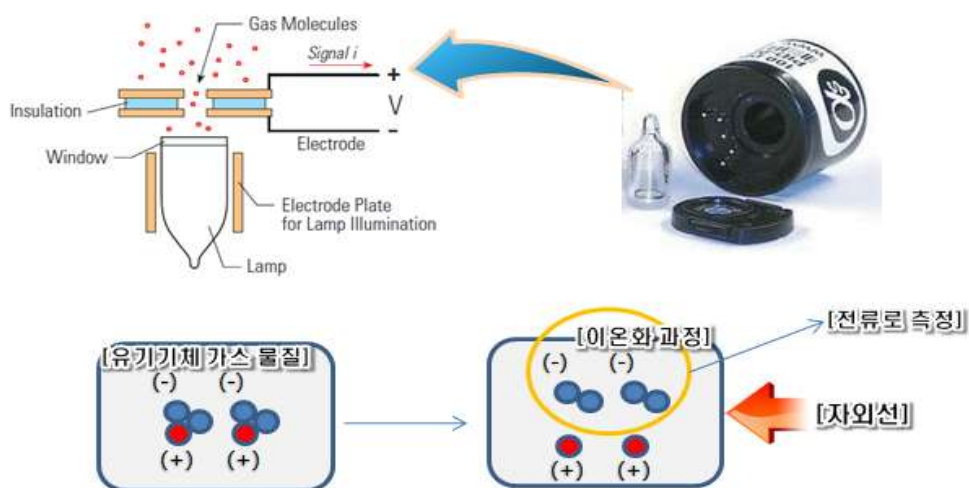 Gas Molecules
Signal i
+
Insulation
V
−
Electrode
Window
Electrode Plate
for Lamp Illumination
Lamp
[유기기체 가스 물질]
(-) (-)
(+) (+)
[이온화 과정]
(-) (-)
(+) (+)
[전류로 측정]
[자외선]